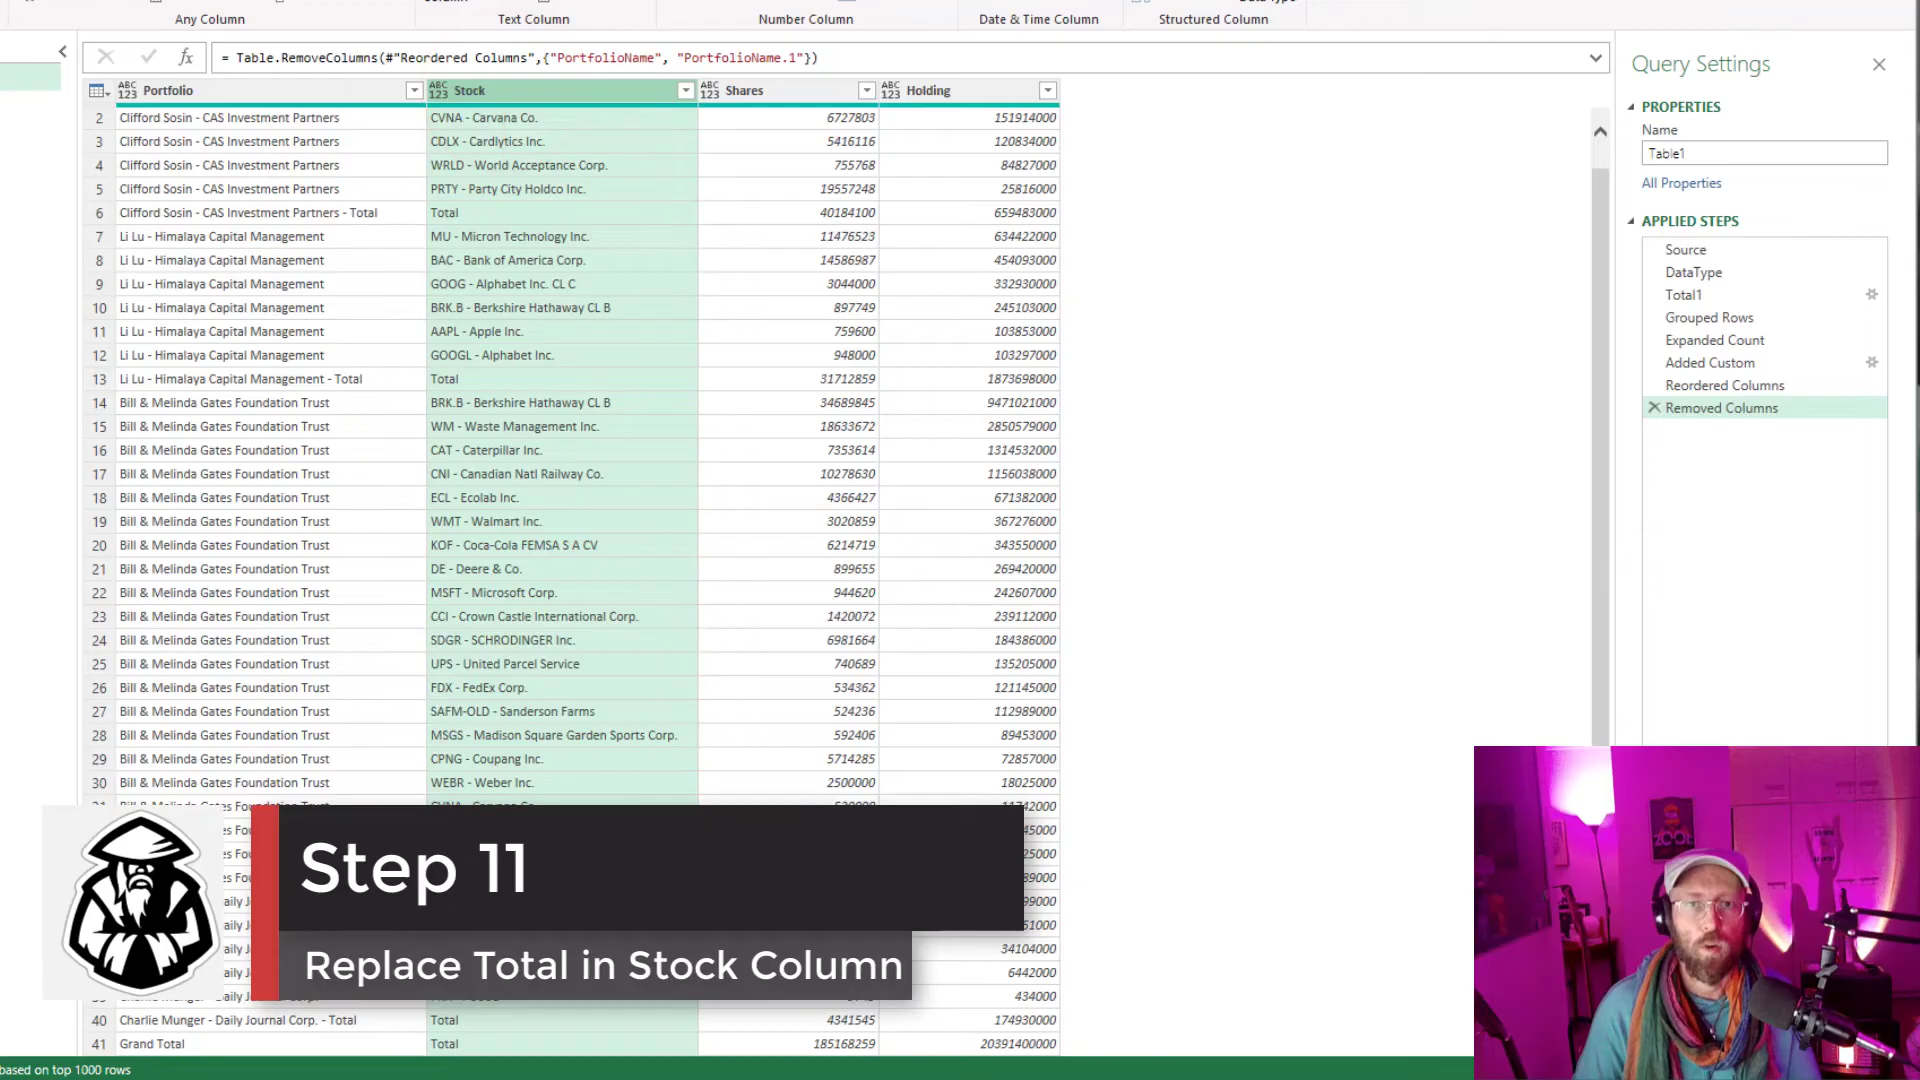 Any Column
Text Column
Number Column
Date & Time Column
Structured Column
fx
= Table.RemoveColumns(#"Reordered Columns",{"PortfolioName", "PortfolioName.1"})
ABC 123 Portfolio ABC 123 Stock ABC 123 Shares ABC 123 Holding
2 Clifford Sosin - CAS Investment Partners CVNA - Carvana Co. 6727803 151914000
3 Clifford Sosin - CAS Investment Partners CDLX - Cardlytics Inc. 5416116 120834000
4 Clifford Sosin - CAS Investment Partners WRLD - World Acceptance Corp. 755768 84827000
5 Clifford Sosin - CAS Investment Partners PRTY - Party City Holdco Inc. 19557248 25816000
6 Clifford Sosin - CAS Investment Partners - Total Total 40184100 659483000
7 Li Lu - Himalaya Capital Management MU - Micron Technology Inc. 11476523 634422000
8 Li Lu - Himalaya Capital Management BAC - Bank of America Corp. 14586987 454093000
9 Li Lu - Himalaya Capital Management GOOG - Alphabet Inc. CL C 3044000 332930000
10 Li Lu - Himalaya Capital Management BRK.B - Berkshire Hathaway CL B 897749 245103000
11 Li Lu - Himalaya Capital Management AAPL - Apple Inc. 759600 103853000
12 Li Lu - Himalaya Capital Management GOOGL - Alphabet Inc. 948000 103297000
13 Li Lu - Himalaya Capital Management - Total Total 31712859 1873698000
14 Bill & Melinda Gates Foundation Trust BRK.B - Berkshire Hathaway CL B 34689845 9471021000
15 Bill & Melinda Gates Foundation Trust WM - Waste Management Inc. 18633672 2850579000
16 Bill & Melinda Gates Foundation Trust CAT - Caterpillar Inc. 7353614 1314532000
17 Bill & Melinda Gates Foundation Trust CNI - Canadian Natl Railway Co. 10278630 1156038000
18 Bill & Melinda Gates Foundation Trust ECL - Ecolab Inc. 4366427 671382000
19 Bill & Melinda Gates Foundation Trust WMT - Walmart Inc. 3020859 367276000
20 Bill & Melinda Gates Foundation Trust KOF - Coca-Cola FEMSA S A CV 6214719 343550000
21 Bill & Melinda Gates Foundation Trust DE - Deere & Co. 899655 269420000
22 Bill & Melinda Gates Foundation Trust MSFT - Microsoft Corp. 944620 242607000
23 Bill & Melinda Gates Foundation Trust CCI - Crown Castle International Corp. 1420072 239112000
24 Bill & Melinda Gates Foundation Trust SDGR - SCHRODINGER Inc. 6981664 184386000
25 Bill & Melinda Gates Foundation Trust UPS - United Parcel Service 740689 135205000
26 Bill & Melinda Gates Foundation Trust FDX - FedEx Corp. 534362 121145000
27 Bill & Melinda Gates Foundation Trust SAFM-OLD - Sanderson Farms 524236 112989000
28 Bill & Melinda Gates Foundation Trust MSGS - Madison Square Garden Sports Corp. 592406 89453000
29 Bill & Melinda Gates Foundation Trust CPNG - Coupang Inc. 5714285 72857000
30 Bill & Melinda Gates Foundation Trust WEBR - Weber Inc. 2500000 18025000
34104000
6442000
434000
40 Charlie Munger - Daily Journal Corp. - Total Total 4341545 174930000
41 Grand Total Total 185168259 20391400000
based on top 1000 rows
Step 11
Replace Total in Stock Column
Query Settings
PROPERTIES
Name
Table1
All Properties
APPLIED STEPS
Source
DataType
Total1
Grouped Rows
Expanded Count
Added Custom
Reordered Columns
Removed Columns